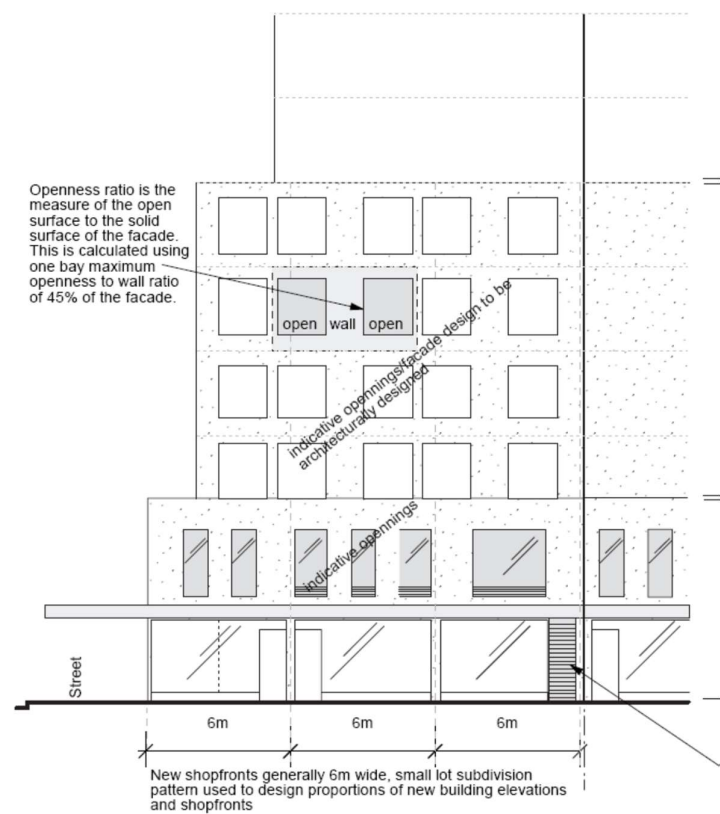 Openness ratio is the
measure of the open
surface to the solid
surface of the facade.
This is calculated using
one bay maximum
openness to wall ratio
of 45% of the facade.
open wall open
indicative opennings/facade design to be
architecturally designed
indicative opennings
Street
6m 6m 6m
New shopfronts generally 6m wide, small lot subdivision
pattern used to design proportions of new building elevations
and shopfronts